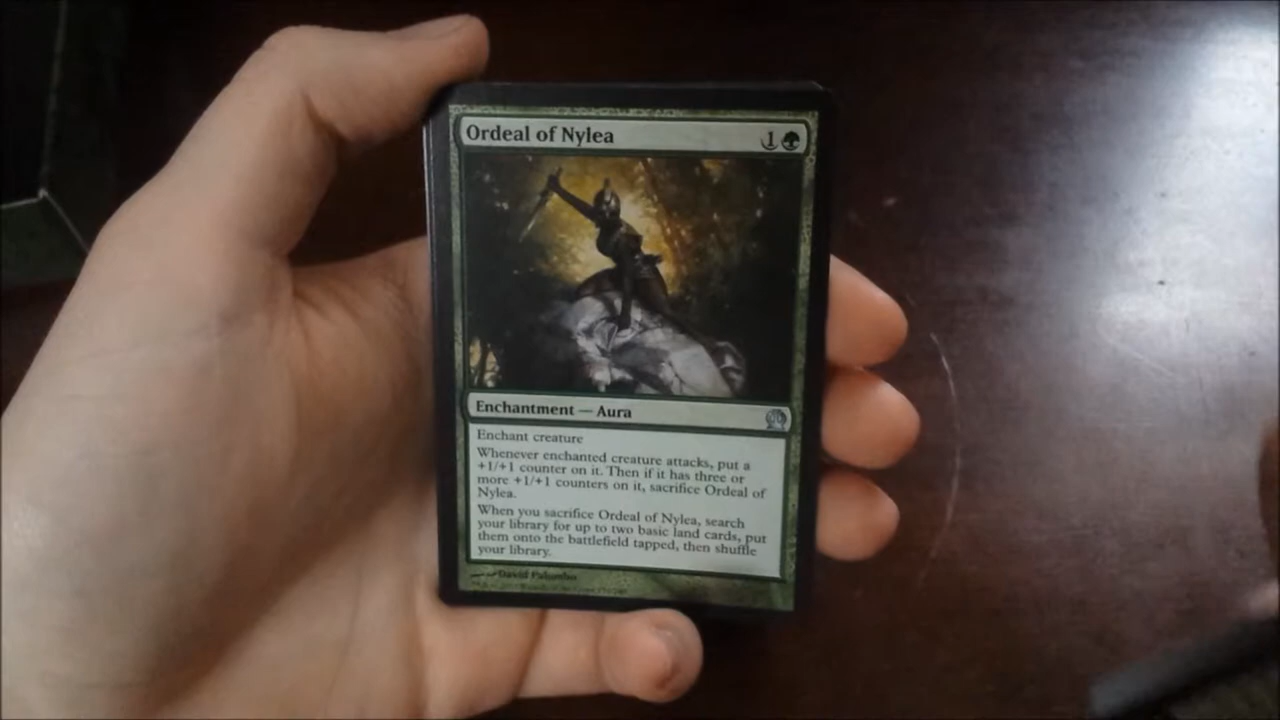 Ordeal of Nylea 1
Enchantment — Aura
Enchant creature
Whenever enchanted creature attacks, put a
+1/+1 counter on it. Then if it has three or
more +1/+1 counters on it, sacrifice Ordeal of
Nylea.
When you sacrifice Ordeal of Nylea, search
your library for up to two basic land cards, put
them onto the battlefield tapped, then shuffle
your library.
David Palumbo